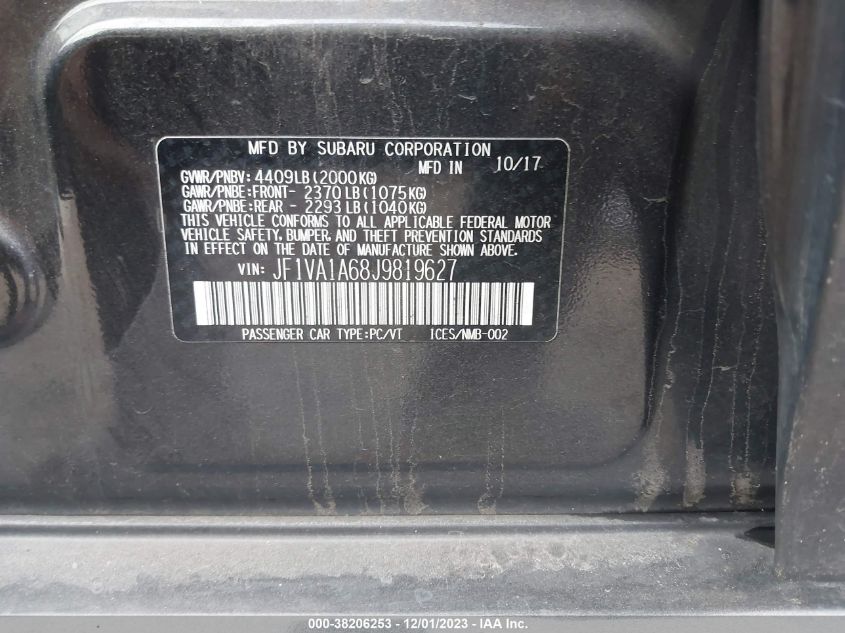 MFD BY SUBARU CORPORATION
MFD IN 10/17
GVWR/PNBV: 4409LB(2000KG)
GAWR/PNBE:FRONT- 2370LB(1075KG)
GAWR/PNBE:REAR - 2293LB(1040KG)
THIS VEHICLE CONFORMS TO ALL APPLICABLE FEDERAL MOTOR
VEHICLE SAFETY, BUMPER, AND THEFT PREVENTION STANDARDS
IN EFFECT ON THE DATE OF MANUFACTURE SHOWN ABOVE.
VIN: JF1VA1A68J9819627
PASSENGER CAR TYPE:PC/VT ICES/NMB-002
000-38206253 - 12/01/2023 - IAA Inc.